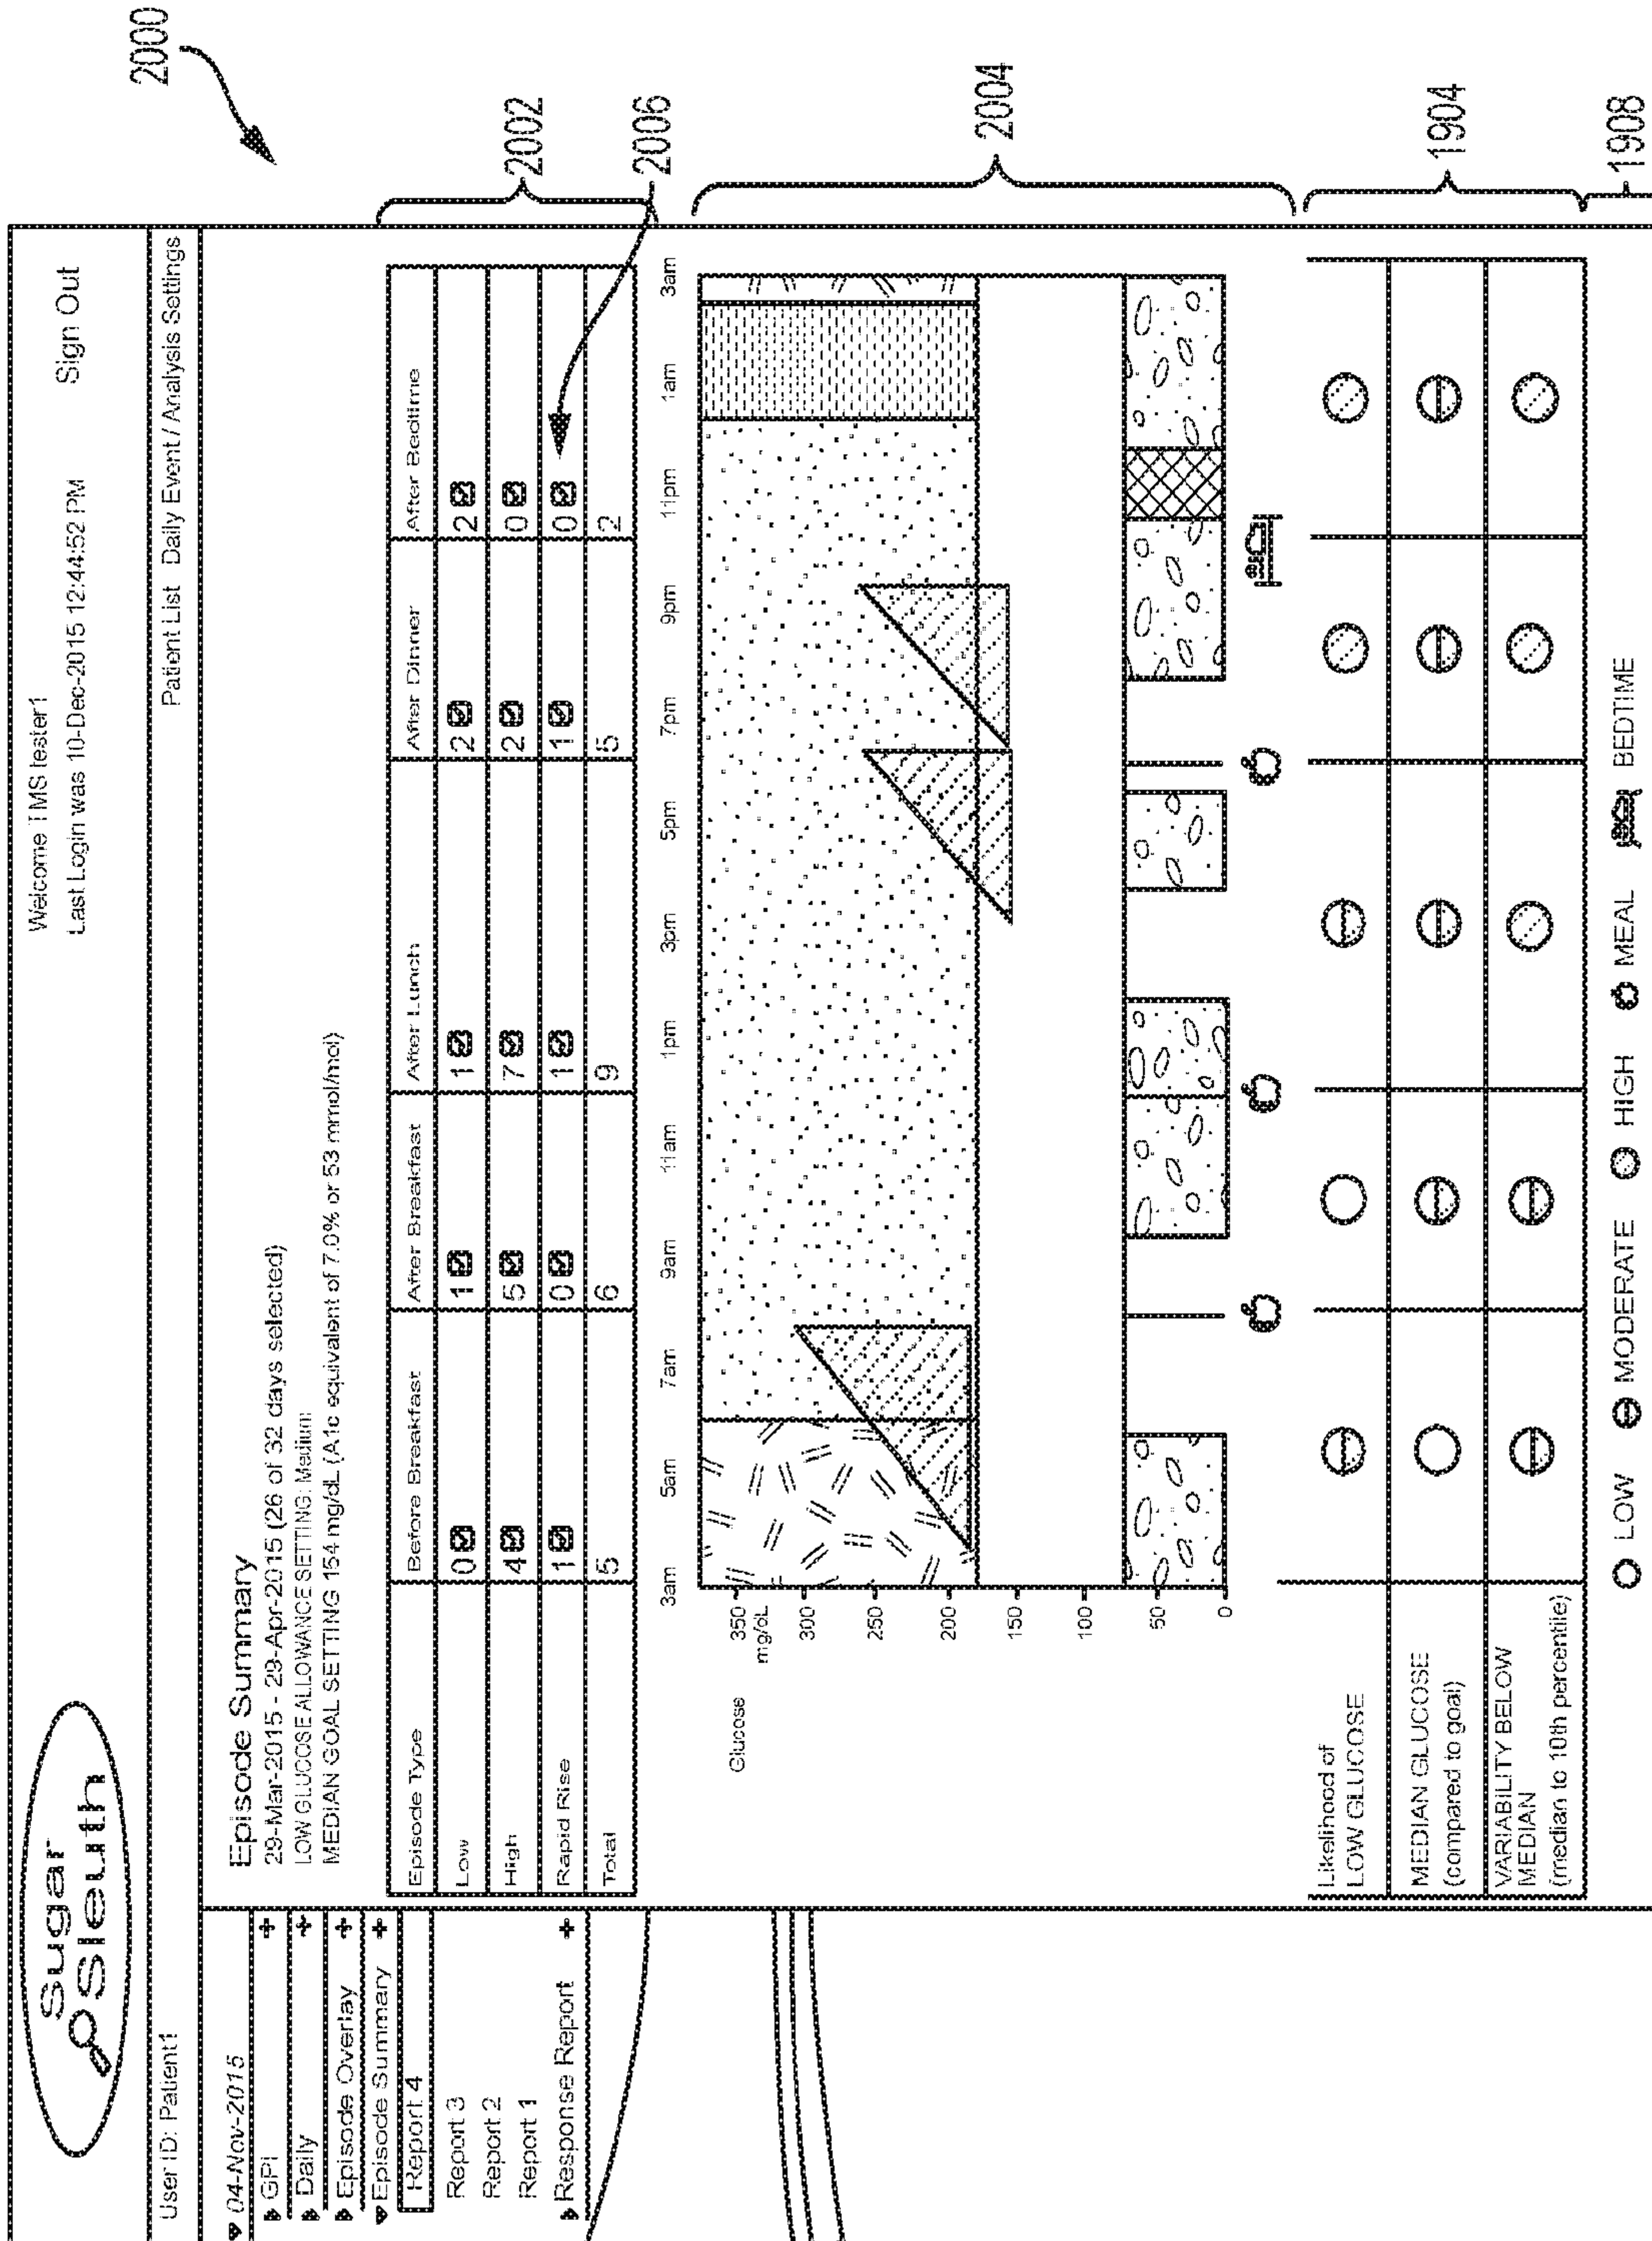 Sugar
Sleuth
Welcome TMS tester1
Last Login was 10-Dec-2015 12:44:52 PM
Sign Out
2000
User ID: Patient1
Patient List Daily Event / Analysis Settings
04-Nov-2015
GPI +
Daily +
Episode Overlay +
Episode Summary +
Report 4
Report 3
Report 2
Report 1
Response Report +
Episode Summary
29-Mar-2015 - 29-Apr-2015 (26 of 32 days selected)
LOW GLUCOSE ALLOWANCE SETTING: Medium
MEDIAN GOAL SETTING 154 mg/dL (A1c equivalent of 7.0% or 53 mmol/mol)
Episode Type Before Breakfast After Breakfast After Lunch After Dinner After Bedtime
Low 0 1 1 2 2
High 4 5 7 2 0
Rapid Rise 1 0 1 1 0
Total 5 6 9 5 2
2002
2006
3am 5am 7am 9am 11am 1pm 3pm 5pm 7pm 9pm 11pm 1am 3am
Glucose
350
mg/dL
300
250
200
150
100
50
0
2004
Likelihood of
LOW GLUCOSE
MEDIAN GLUCOSE
(compared to goal)
VARIABILITY BELOW
MEDIAN
(median to 10th percentile)
1904
LOW MODERATE HIGH MEAL BEDTIME
1908